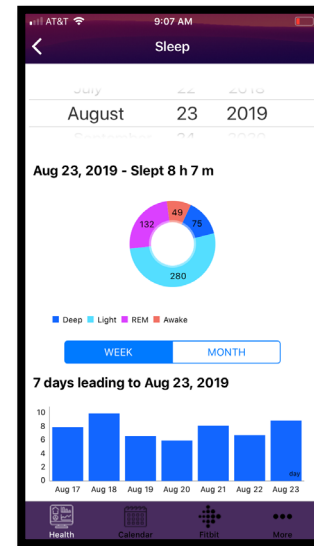 AT&T 9:07 AM
Sleep
July 22 2018
August 23 2019
September 24 2020
Aug 23, 2019 - Slept 8 h 7 m
49
132 75
280
Deep Light REM Awake
WEEK MONTH
7 days leading to Aug 23, 2019
10
8
6
4
2
0
day
Aug 17 Aug 18 Aug 19 Aug 20 Aug 21 Aug 22 Aug 23
Health Calendar Fitbit More